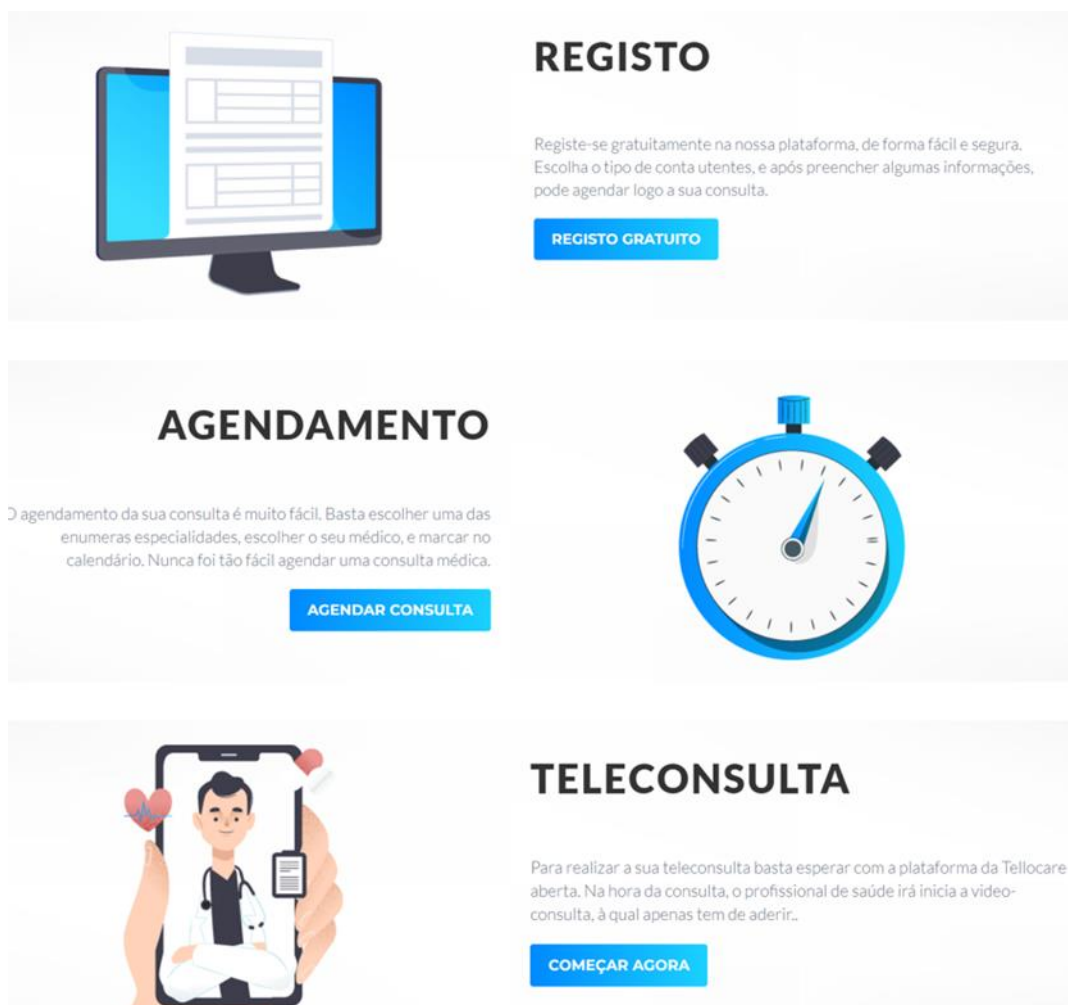 REGISTO
Registe-se gratuitamente na nossa plataforma, de forma fácil e segura.
Escolha o tipo de conta utentes, e após preencher algumas informações,
pode agendar logo a sua consulta.
REGISTO GRATUITO
AGENDAMENTO
O agendamento da sua consulta é muito fácil. Basta escolher uma das
enumeras especialidades, escolher o seu médico, e marcar no
calendário. Nunca foi tão fácil agendar uma consulta médica.
AGENDAR CONSULTA
TELECONSULTA
Para realizar a sua teleconsulta basta esperar com a plataforma da Tellocare
aberta. Na hora da consulta, o profissional de saúde irá inicia a video-
consulta, à qual apenas tem de aderir..
COMEÇAR AGORA